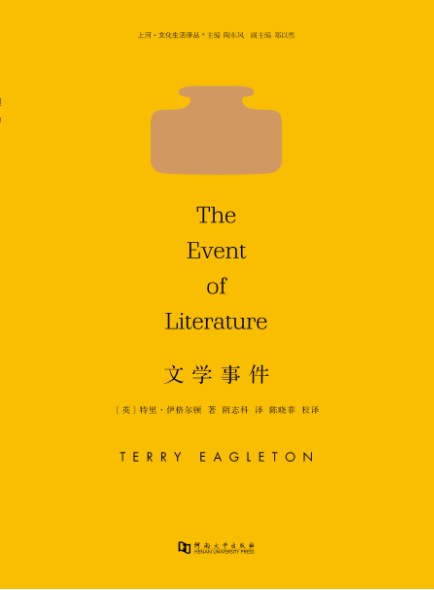 上河·文化生活译丛·主编 陶东风 副主编 邹以然
The
Event
of
Literature
文学事件
〔英〕特里·伊格尔顿 著 阴志科 译 陈晓菲 校译
TERRY EAGLETON
河南大学出版社
HENAN UNIVERSITY PRESS